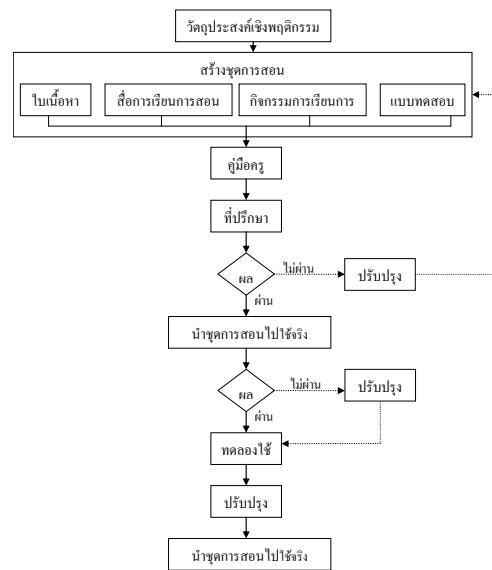 วัตถุประสงค์เชิงพฤติกรรม
สร้างชุดการสอน
ใบเนื้อหา
สื่อการเรียนการสอน
กิจกรรมการเรียนการ
แบบทดสอบ
คู่มือครู
ที่ปรึกษา
ผล
ไม่ผ่าน
ปรับปรุง
ผ่าน
นำชุดการสอนไปใช้จริง
ผล
ไม่ผ่าน
ปรับปรุง
ผ่าน
ทดลองใช้
ปรับปรุง
นำชุดการสอนไปใช้จริง